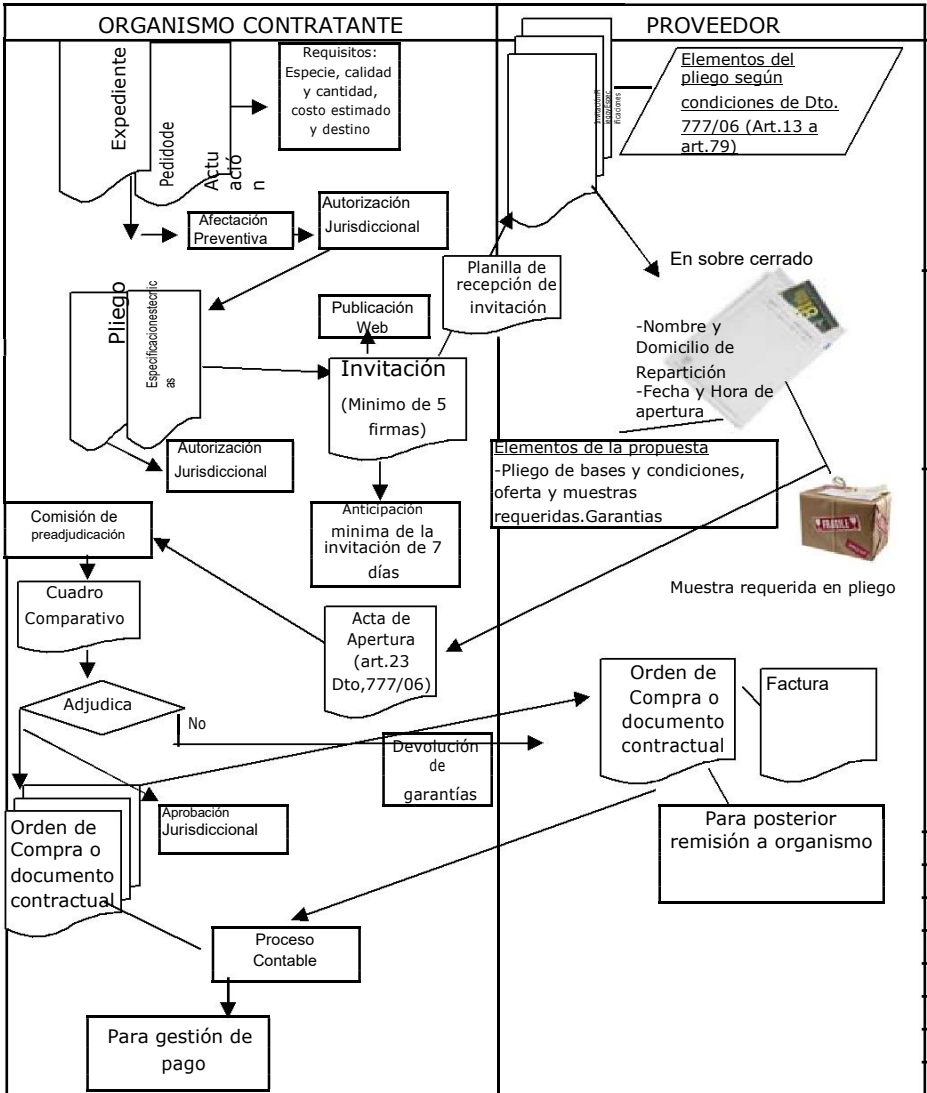 ORGANISMO CONTRATANTE
PROVEEDOR
Expediente
Pedidode
Actu
ació
n
Requisitos:
Especie, calidad
y cantidad,
costo estimado
y destino
Afectación
Preventiva
Autorización
Jurisdiccional
Elementos del
pliego según
condiciones de Dto.
777/06 (Art.13 a
art.79)
Planilla de
recepción de
invitación
En sobre cerrado
-Nombre y
Domicilio de
Repartición
-Fecha y Hora de
apertura
Pliego
Especificacionestecnic
as
Publicación
Web
Invitación
(Minimo de 5
firmas)
Autorización
Jurisdiccional
Anticipación
minima de la
invitación de 7
días
Elementos de la propuesta
-Pliego de bases y condiciones,
oferta y muestras
requeridas.Garantias
FRAGILE
Muestra requerida en pliego
Comisión de
preadjudicación
Cuadro
Comparativo
Acta de
Apertura
(art.23
Dto,777/06)
Adjudica
No
Devolución
de
garantías
Orden de
Compra o
documento
contractual
Factura
Para posterior
remisión a organismo
Aprobación
Jurisdiccional
Orden de
Compra o
documento
contractual
Proceso
Contable
Para gestión de
pago